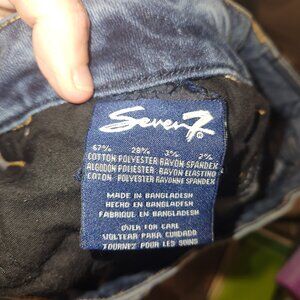 Seven7
67% 28% 3% 2%
COTTON POLYESTER RAYON SPANDEX
ALGODON POLIESTER RAYON ELASTINO
COTON POLYESTER RAYONNE SPANDEX
MADE IN BANGLADESH
HECHO EN BANGLADESH
FABRIQUE EN BANGLADESH
OVER FOR CARE
VOLTEAR PARA CUIDADO
TOURNEZ POUR LES SOINS